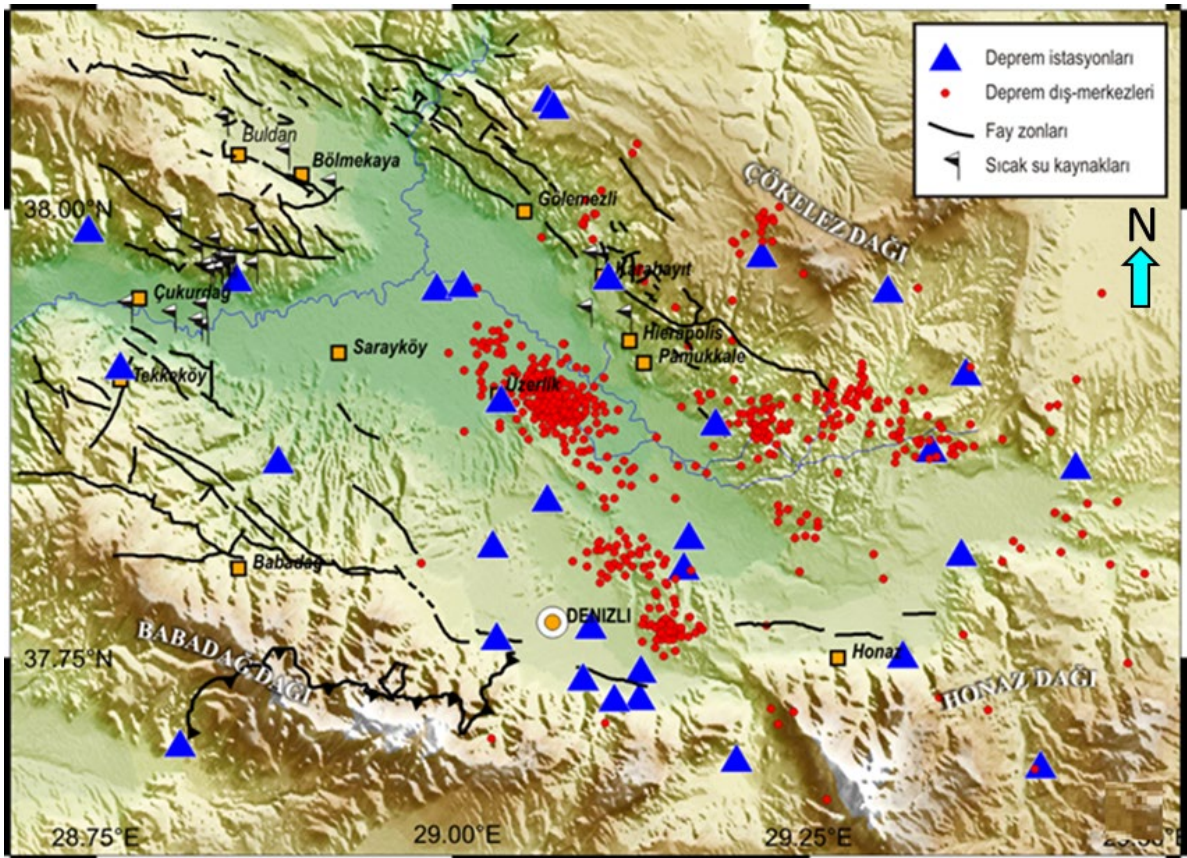 Deprem istasyonları
Deprem dış-merkezleri
Fay zonları
Sıcak su kaynakları
N
Buldan
Bölmekaya
ÇÖKELEZ DAĞI
38.00°N
Gölemezli
Karahayıt
Çukurdağ
Hierapolis
Sarayköy
Pamukkale
Tekkeköy
Üzerlik
Babadağ
DENIZLI
BABADAĞ DAĞI
37.75°N
Honaz
HONAZ DAĞI
28.75°E
29.00°E
29.25°E